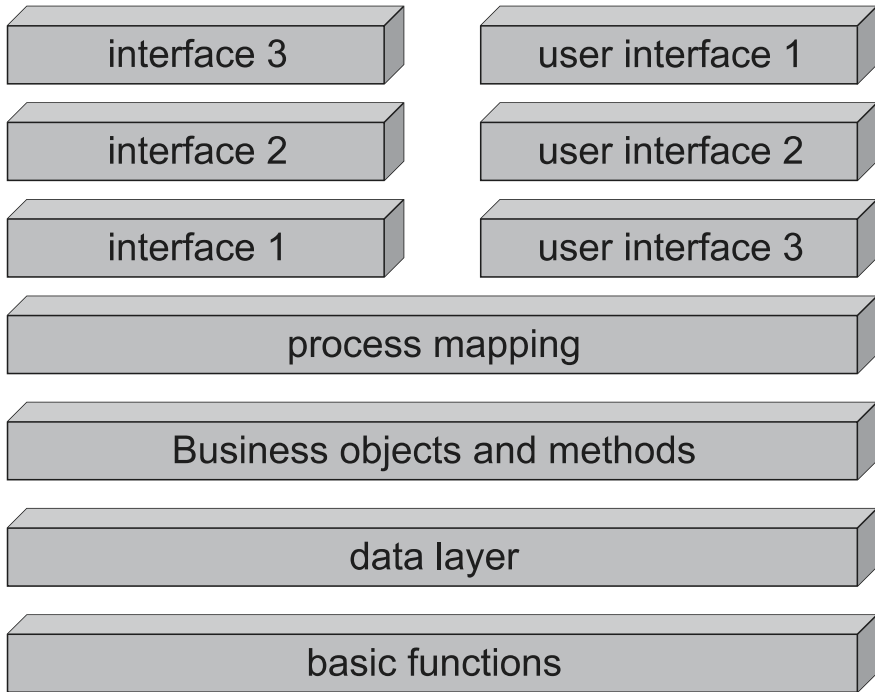 interface 3
user interface 1
interface 2
user interface 2
interface 1
user interface 3
process mapping
Business objects and methods
data layer
basic functions